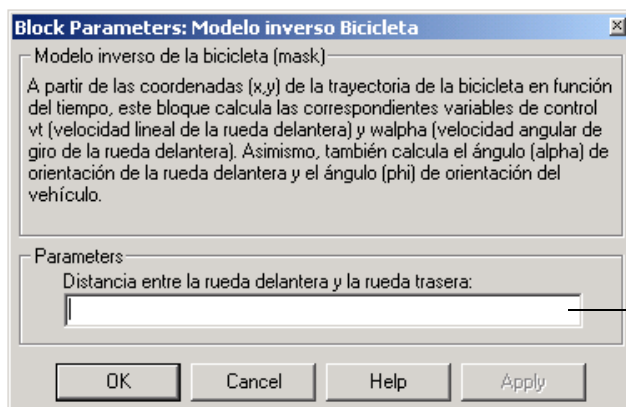 Block Parameters: Modelo inverso Bicicleta
Modelo inverso de la bicicleta (mask)
A partir de las coordenadas (x,y) de la trayectoria de la bicicleta en función
del tiempo, este bloque calcula las correspondientes variables de control
vt (velocidad lineal de la rueda delantera) y walpha (velocidad angular de
giro de la rueda delantera). Asimismo, también calcula el ángulo (alpha) de
orientación de la rueda delantera y el ángulo (phi) de orientación del
vehículo.
Parameters
Distancia entre la rueda delantera y la rueda trasera:
OK Cancel Help Apply